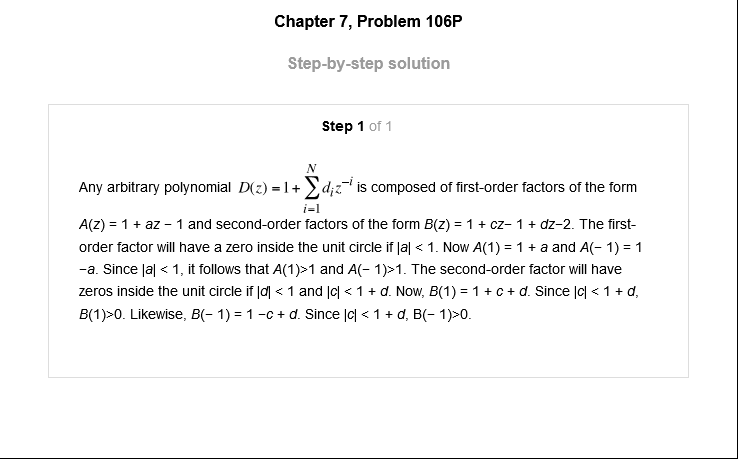 Chapter 7, Problem 106P
Step-by-step solution
Step 1 of 1
Any arbitrary polynomial D(z) = 1 + ∑_{i=1}^{N} d_i z^{-i} is composed of first-order factors of the form
A(z) = 1 + az − 1 and second-order factors of the form B(z) = 1 + cz− 1 + dz−2. The first-
order factor will have a zero inside the unit circle if |a| < 1. Now A(1) = 1 + a and A(− 1) = 1
−a. Since |a| < 1, it follows that A(1)>1 and A(− 1)>1. The second-order factor will have
zeros inside the unit circle if |d| < 1 and |c| < 1 + d. Now, B(1) = 1 + c + d. Since |c| < 1 + d,
B(1)>0. Likewise, B(− 1) = 1 −c + d. Since |c| < 1 + d, B(− 1)>0.